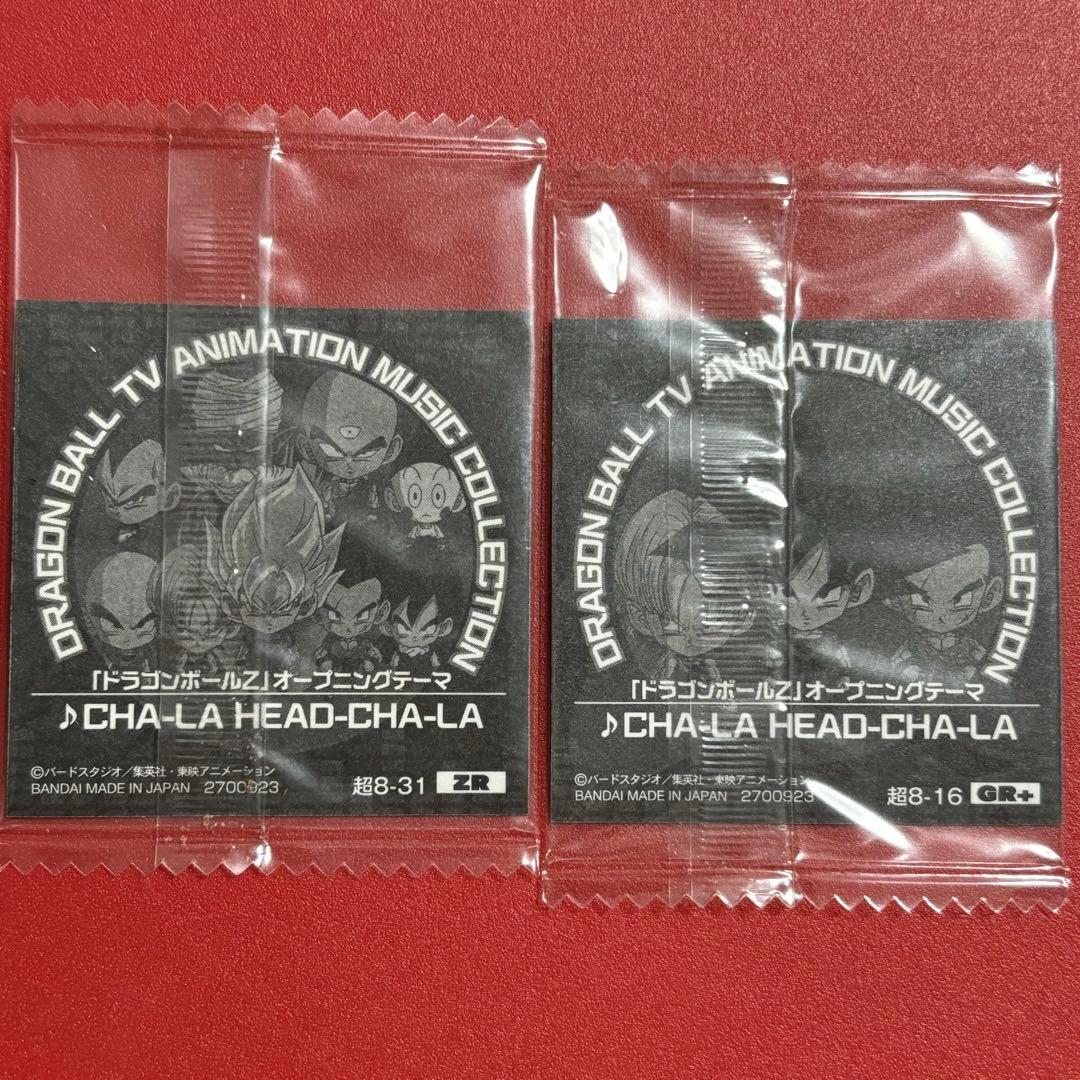 DRAGON BALL TV ANIMATION MUSIC COLLECTION
「ドラゴンボールZ」オープニングテーマ
♪CHA-LA HEAD-CHA-LA
©バードスタジオ/集英社・東映アニメーション
BANDAI MADE IN JAPAN 2700923
超8-31 ZR
DRAGON BALL TV ANIMATION MUSIC COLLECTION
「ドラゴンボールZ」オープニングテーマ
♪CHA-LA HEAD-CHA-LA
©バードスタジオ/集英社・東映アニメーション
BANDAI MADE IN JAPAN 2700923
超8-16 GR+